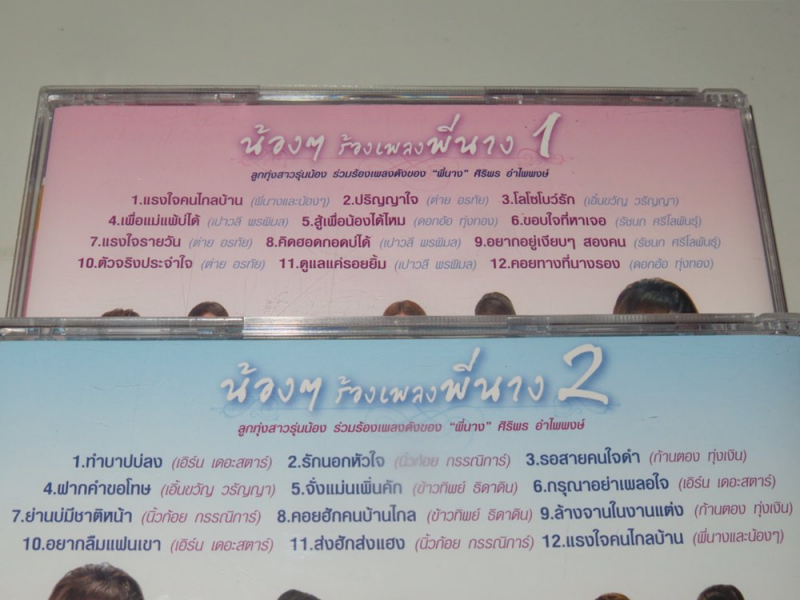 น้องๆ ร้องเพลงพี่นาง 1
ลูกทุ่งสาวรุ่นน้อง ร่วมร้องเพลงดังของ "พี่นาง" ศิริพร อำไพพงษ์
1.แรงใจคนไกลบ้าน (พี่นางและน้องๆ) 2.ปริญญาใจ (ต่าย อรทัย) 3.โลโซโบว์รัก (เอิ้นขวัญ วรัญญา)
4.เพื่อแม่แพ้บ่ได้ (เปาวลี พรพิมล) 5.สู้เพื่อน้องได้ไหม (ดอกอ้อ ทุ่งทอง) 6.ขอบใจที่หาเจอ (รัชนก ศรีโลพันธุ์)
7.แรงใจรายวัน (ต่าย อรทัย) 8.คิดฮอดกอดบ่ได้ (เปาวลี พรพิมล) 9.อยากอยู่เงียบๆ สองคน (รัชนก ศรีโลพันธุ์)
10.ตัวจริงประจำใจ (ต่าย อรทัย) 11.ดูแลแค่รอยยิ้ม (เปาวลี พรพิมล) 12.คอยทางที่นางรอง (ดอกอ้อ ทุ่งทอง)
น้องๆ ร้องเพลงพี่นาง 2
ลูกทุ่งสาวรุ่นน้อง ร่วมร้องเพลงดังของ "พี่นาง" ศิริพร อำไพพงษ์
1.ทำบาปบ่ลง (เอิร์น เดอะสตาร์) 2.รักนอกหัวใจ (นิ้วก้อย กรรณิการ์) 3.รอสายคนใจดำ (ก้านตอง ทุ่งเงิน)
4.ฝากคำขอโทษ (เอิ้นขวัญ วรัญญา) 5.จั่งแม่นเพิ่นคัก (ข้าวทิพย์ ธิดาดิน) 6.กรุณาอย่าเผลอใจ (เอิร์น เดอะสตาร์)
7.ย่านบ่มีชาติหน้า (นิ้วก้อย กรรณิการ์) 8.คอยฮักคนบ้านไกล (ข้าวทิพย์ ธิดาดิน) 9.ล้างจานในงานแต่ง (ก้านตอง ทุ่งเงิน)
10.อยากลืมแฟนเขา (เอิร์น เดอะสตาร์) 11.ส่งฮักส่งแฮง (นิ้วก้อย กรรณิการ์) 12.แรงใจคนไกลบ้าน (พี่นางและน้องๆ)